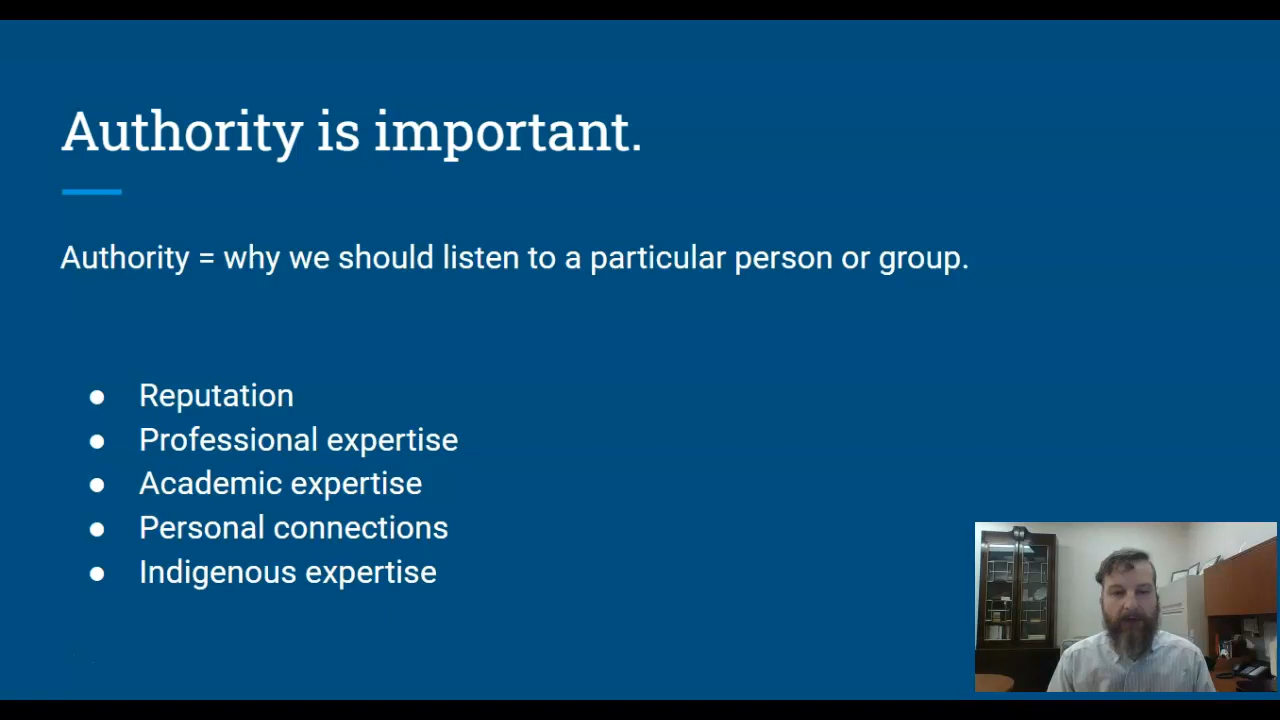 Authority is important.
Authority = why we should listen to a particular person or group.
● Reputation
● Professional expertise
● Academic expertise
● Personal connections
● Indigenous expertise